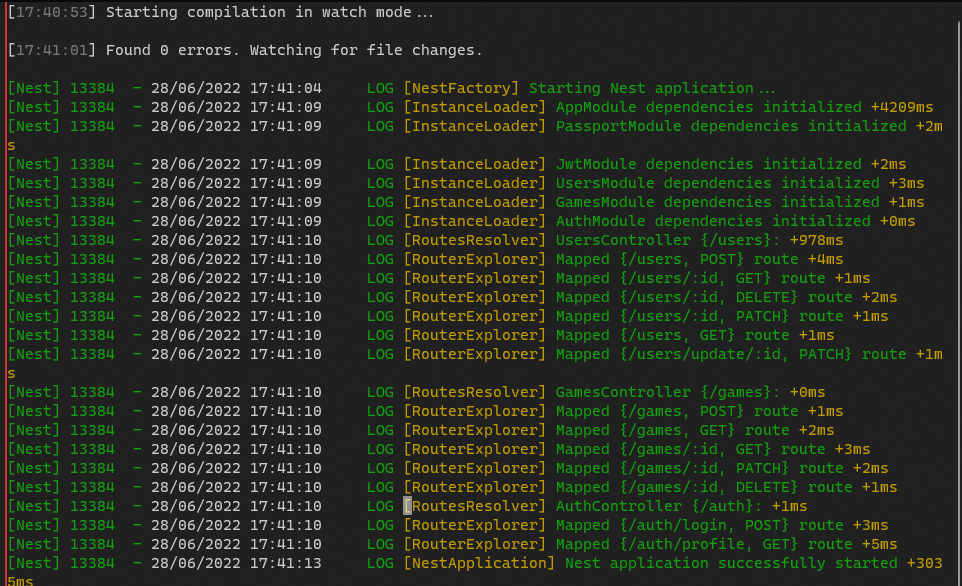 [17:40:53] Starting compilation in watch mode...
[17:41:01] Found 0 errors. Watching for file changes.
[Nest] 13384  - 28/06/2022 17:41:04     LOG [NestFactory] Starting Nest application...
[Nest] 13384  - 28/06/2022 17:41:09     LOG [InstanceLoader] AppModule dependencies initialized +4209ms
[Nest] 13384  - 28/06/2022 17:41:09     LOG [InstanceLoader] PassportModule dependencies initialized +2m
s
[Nest] 13384  - 28/06/2022 17:41:09     LOG [InstanceLoader] JwtModule dependencies initialized +2ms
[Nest] 13384  - 28/06/2022 17:41:09     LOG [InstanceLoader] UsersModule dependencies initialized +3ms
[Nest] 13384  - 28/06/2022 17:41:09     LOG [InstanceLoader] GamesModule dependencies initialized +1ms
[Nest] 13384  - 28/06/2022 17:41:09     LOG [InstanceLoader] AuthModule dependencies initialized +0ms
[Nest] 13384  - 28/06/2022 17:41:10     LOG [RoutesResolver] UsersController {/users}: +978ms
[Nest] 13384  - 28/06/2022 17:41:10     LOG [RouterExplorer] Mapped {/users, POST} route +4ms
[Nest] 13384  - 28/06/2022 17:41:10     LOG [RouterExplorer] Mapped {/users/:id, GET} route +1ms
[Nest] 13384  - 28/06/2022 17:41:10     LOG [RouterExplorer] Mapped {/users/:id, DELETE} route +2ms
[Nest] 13384  - 28/06/2022 17:41:10     LOG [RouterExplorer] Mapped {/users/:id, PATCH} route +1ms
[Nest] 13384  - 28/06/2022 17:41:10     LOG [RouterExplorer] Mapped {/users, GET} route +1ms
[Nest] 13384  - 28/06/2022 17:41:10     LOG [RouterExplorer] Mapped {/users/update/:id, PATCH} route +1m
s
[Nest] 13384  - 28/06/2022 17:41:10     LOG [RoutesResolver] GamesController {/games}: +0ms
[Nest] 13384  - 28/06/2022 17:41:10     LOG [RouterExplorer] Mapped {/games, POST} route +1ms
[Nest] 13384  - 28/06/2022 17:41:10     LOG [RouterExplorer] Mapped {/games, GET} route +2ms
[Nest] 13384  - 28/06/2022 17:41:10     LOG [RouterExplorer] Mapped {/games/:id, GET} route +3ms
[Nest] 13384  - 28/06/2022 17:41:10     LOG [RouterExplorer] Mapped {/games/:id, PATCH} route +2ms
[Nest] 13384  - 28/06/2022 17:41:10     LOG [RouterExplorer] Mapped {/games/:id, DELETE} route +1ms
[Nest] 13384  - 28/06/2022 17:41:10     LOG [RoutesResolver] AuthController {/auth}: +1ms
[Nest] 13384  - 28/06/2022 17:41:10     LOG [RouterExplorer] Mapped {/auth/login, POST} route +3ms
[Nest] 13384  - 28/06/2022 17:41:10     LOG [RouterExplorer] Mapped {/auth/profile, GET} route +5ms
[Nest] 13384  - 28/06/2022 17:41:13     LOG [NestApplication] Nest application successfully started +303
5ms